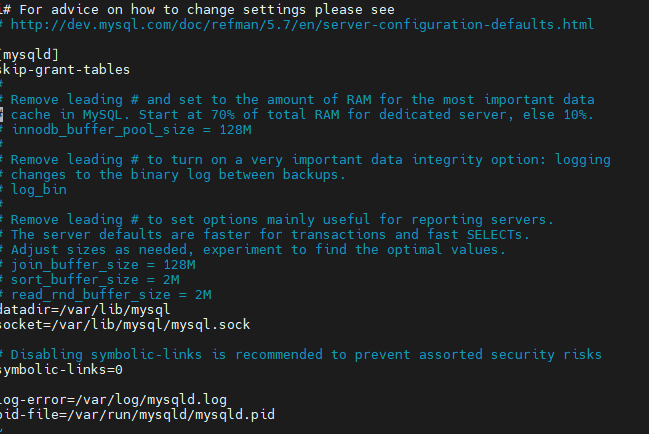 i# For advice on how to change settings please see
# http://dev.mysql.com/doc/refman/5.7/en/server-configuration-defaults.html
[mysqld]
skip-grant-tables
#
# Remove leading # and set to the amount of RAM for the most important data
# cache in MySQL. Start at 70% of total RAM for dedicated server, else 10%.
# innodb_buffer_pool_size = 128M
#
# Remove leading # to turn on a very important data integrity option: logging
# changes to the binary log between backups.
# log_bin
#
# Remove leading # to set options mainly useful for reporting servers.
# The server defaults are faster for transactions and fast SELECTs.
# Adjust sizes as needed, experiment to find the optimal values.
# join_buffer_size = 128M
# sort_buffer_size = 2M
# read_rnd_buffer_size = 2M
datadir=/var/lib/mysql
socket=/var/lib/mysql/mysql.sock
# Disabling symbolic-links is recommended to prevent assorted security risks
symbolic-links=0
log-error=/var/log/mysqld.log
pid-file=/var/run/mysqld/mysqld.pid
~